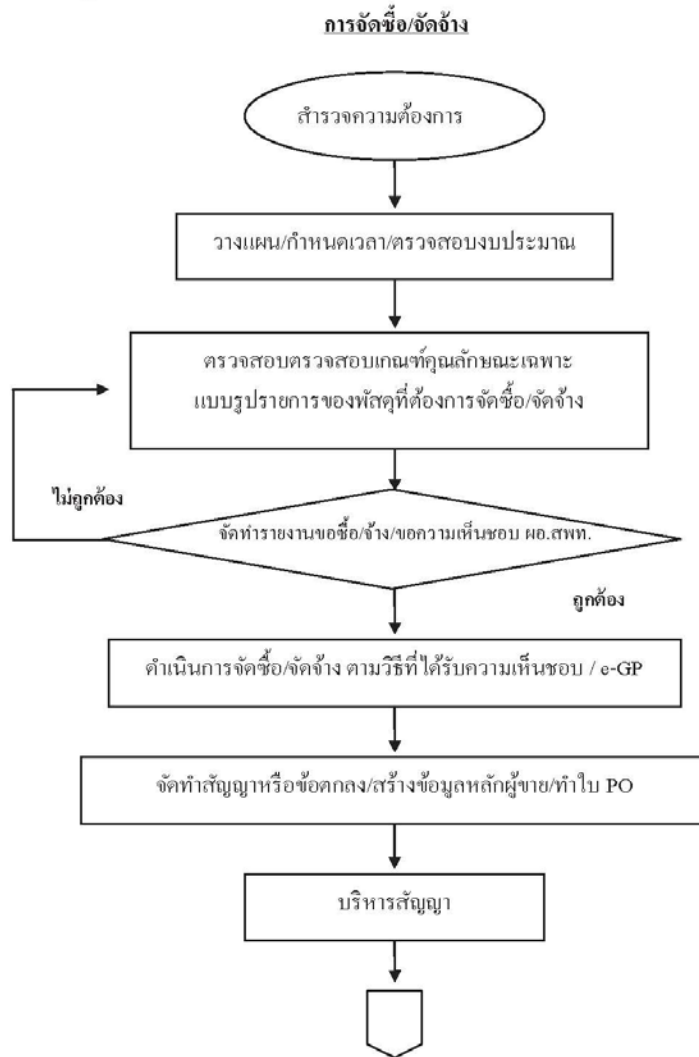 การจัดซื้อ/จัดจ้าง
สำรวจความต้องการ
วางแผน/กำหนดเวลา/ตรวจสอบงบประมาณ
ตรวจสอบตรวจสอบเกณฑ์คุณลักษณะเฉพาะ
แบบรูปรายการของพัสดุที่ต้องการจัดซื้อ/จัดจ้าง
ไม่ถูกต้อง
จัดทำรายงานขอซื้อ/จ้าง/ขอความเห็นชอบ ผอ.สพท.
ถูกต้อง
ดำเนินการจัดซื้อ/จัดจ้าง ตามวิธีที่ได้รับความเห็นชอบ / e-GP
จัดทำสัญญาหรือข้อตกลง/สร้างข้อมูลหลักผู้ขาย/ทำใบ PO
บริหารสัญญา